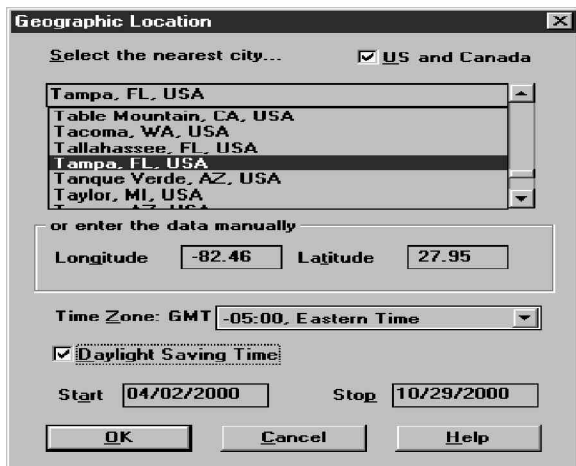 Geographic Location
Select the nearest city... US and Canada
Tampa, FL, USA
Table Mountain, CA, USA
Tacoma, WA, USA
Tallahassee, FL, USA
Tampa, FL, USA
Tanque Verde, AZ, USA
Taylor, MI, USA
or enter the data manually
Longitude -82.46 Latitude 27.95
Time Zone: GMT -05:00, Eastern Time
Daylight Saving Time
Start 04/02/2000 Stop 10/29/2000
OK Cancel Help